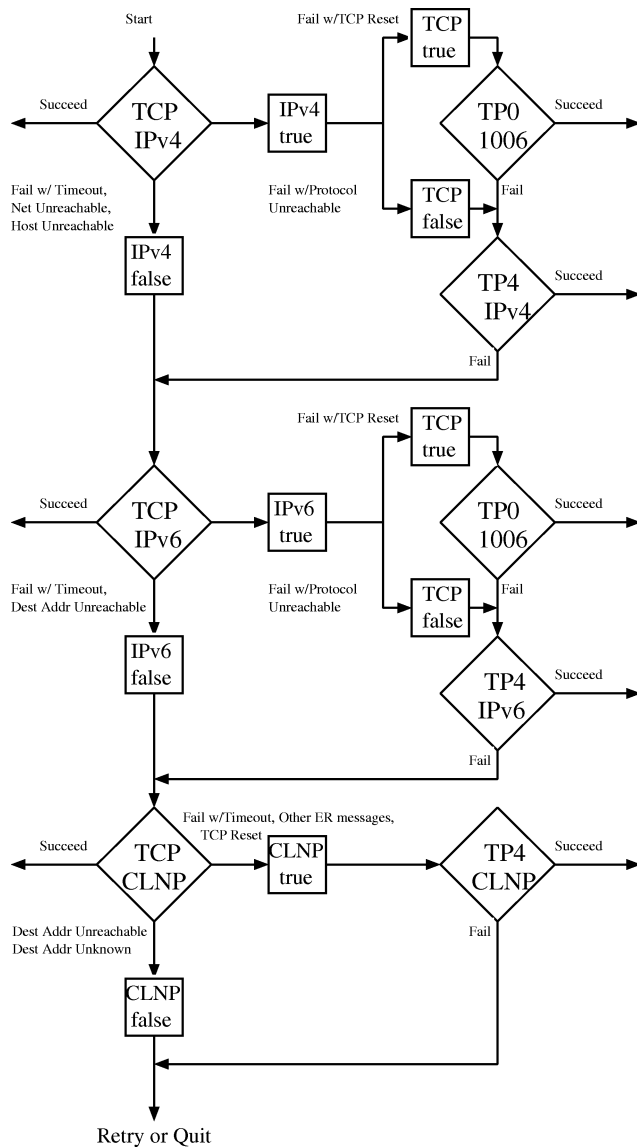 Start
Fail w/TCP Reset
TCP
true
Succeed
TCP
IPv4
IPv4
true
TP0
1006
Succeed
Fail w/ Timeout,
Net Unreachable,
Host Unreachable
Fail w/Protocol
Unreachable
TCP
false
Fail
IPv4
false
TP4
IPv4
Succeed
Fail
Fail w/TCP Reset
TCP
true
Succeed
TCP
IPv6
IPv6
true
TP0
1006
Succeed
Fail w/ Timeout,
Dest Addr Unreachable
Fail w/Protocol
Unreachable
TCP
false
Fail
IPv6
false
TP4
IPv6
Succeed
Fail
Fail w/Timeout, Other ER messages,
TCP Reset
Succeed
TCP
CLNP
CLNP
true
TP4
CLNP
Succeed
Dest Addr Unreachable
Dest Addr Unknown
Fail
CLNP
false
Retry or Quit